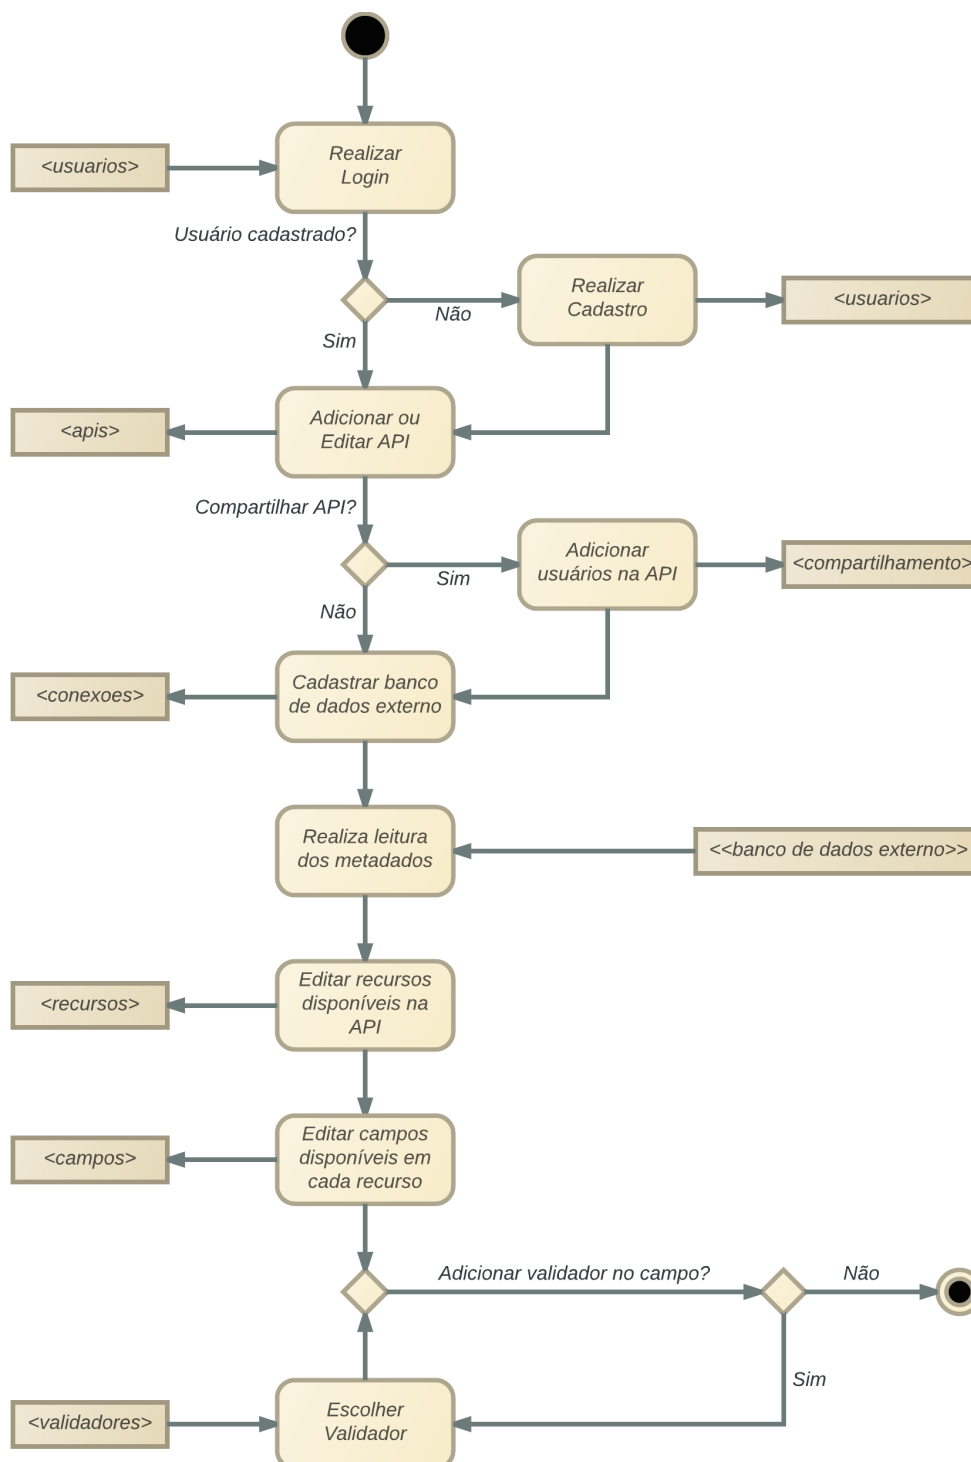 Realizar
Login
<usuarios>
Usuário cadastrado?
Realizar
Cadastro
<usuarios>
Não
Sim
Adicionar ou
Editar API
<apis>
Compartilhar API?
Adicionar
usuários na API
<compartilhamento>
Sim
Não
Cadastrar banco
de dados externo
<conexoes>
Realiza leitura
dos metadados
<<banco de dados externo>>
Editar recursos
disponíveis na
API
<recursos>
Editar campos
disponíveis em
cada recurso
<campos>
Adicionar validador no campo?
Não
Sim
Escolher
Validador
<validadores>